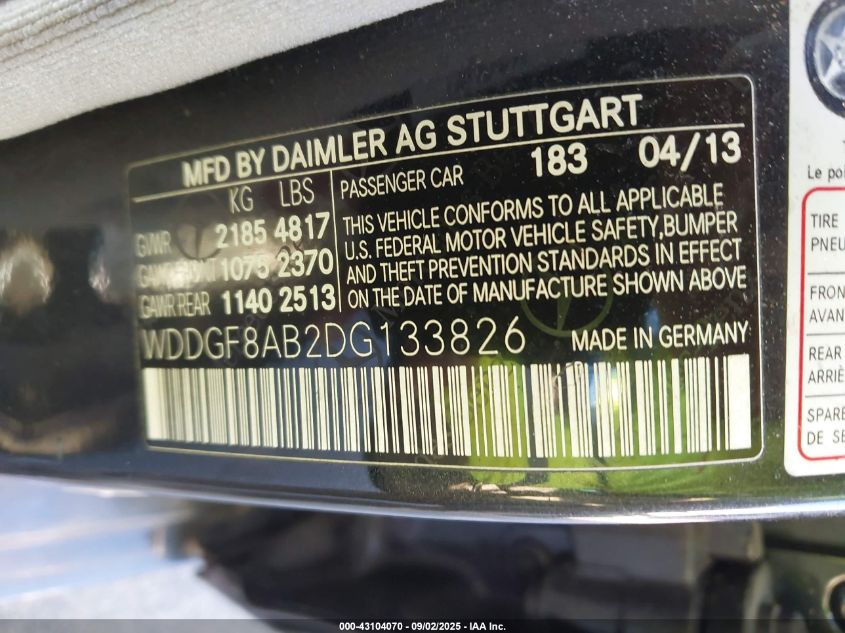 MFD BY DAIMLER AG STUTTGART
KG LBS
PASSENGER CAR 183 04/13
GVWR 2185 4817
1075 2370
GAWR REAR 1140 2513
THIS VEHICLE CONFORMS TO ALL APPLICABLE
U.S. FEDERAL MOTOR VEHICLE SAFETY,BUMPER
AND THEFT PREVENTION STANDARDS IN EFFECT
ON THE DATE OF MANUFACTURE SHOWN ABOVE
WDDGF8AB2DG133826 MADE IN GERMANY
Le poi
TIRE
PNEU
FRON
AVAN
REAR
ARRIÈ
SPARE
DE SE
000-43104070 - 09/02/2025 - IAA Inc.